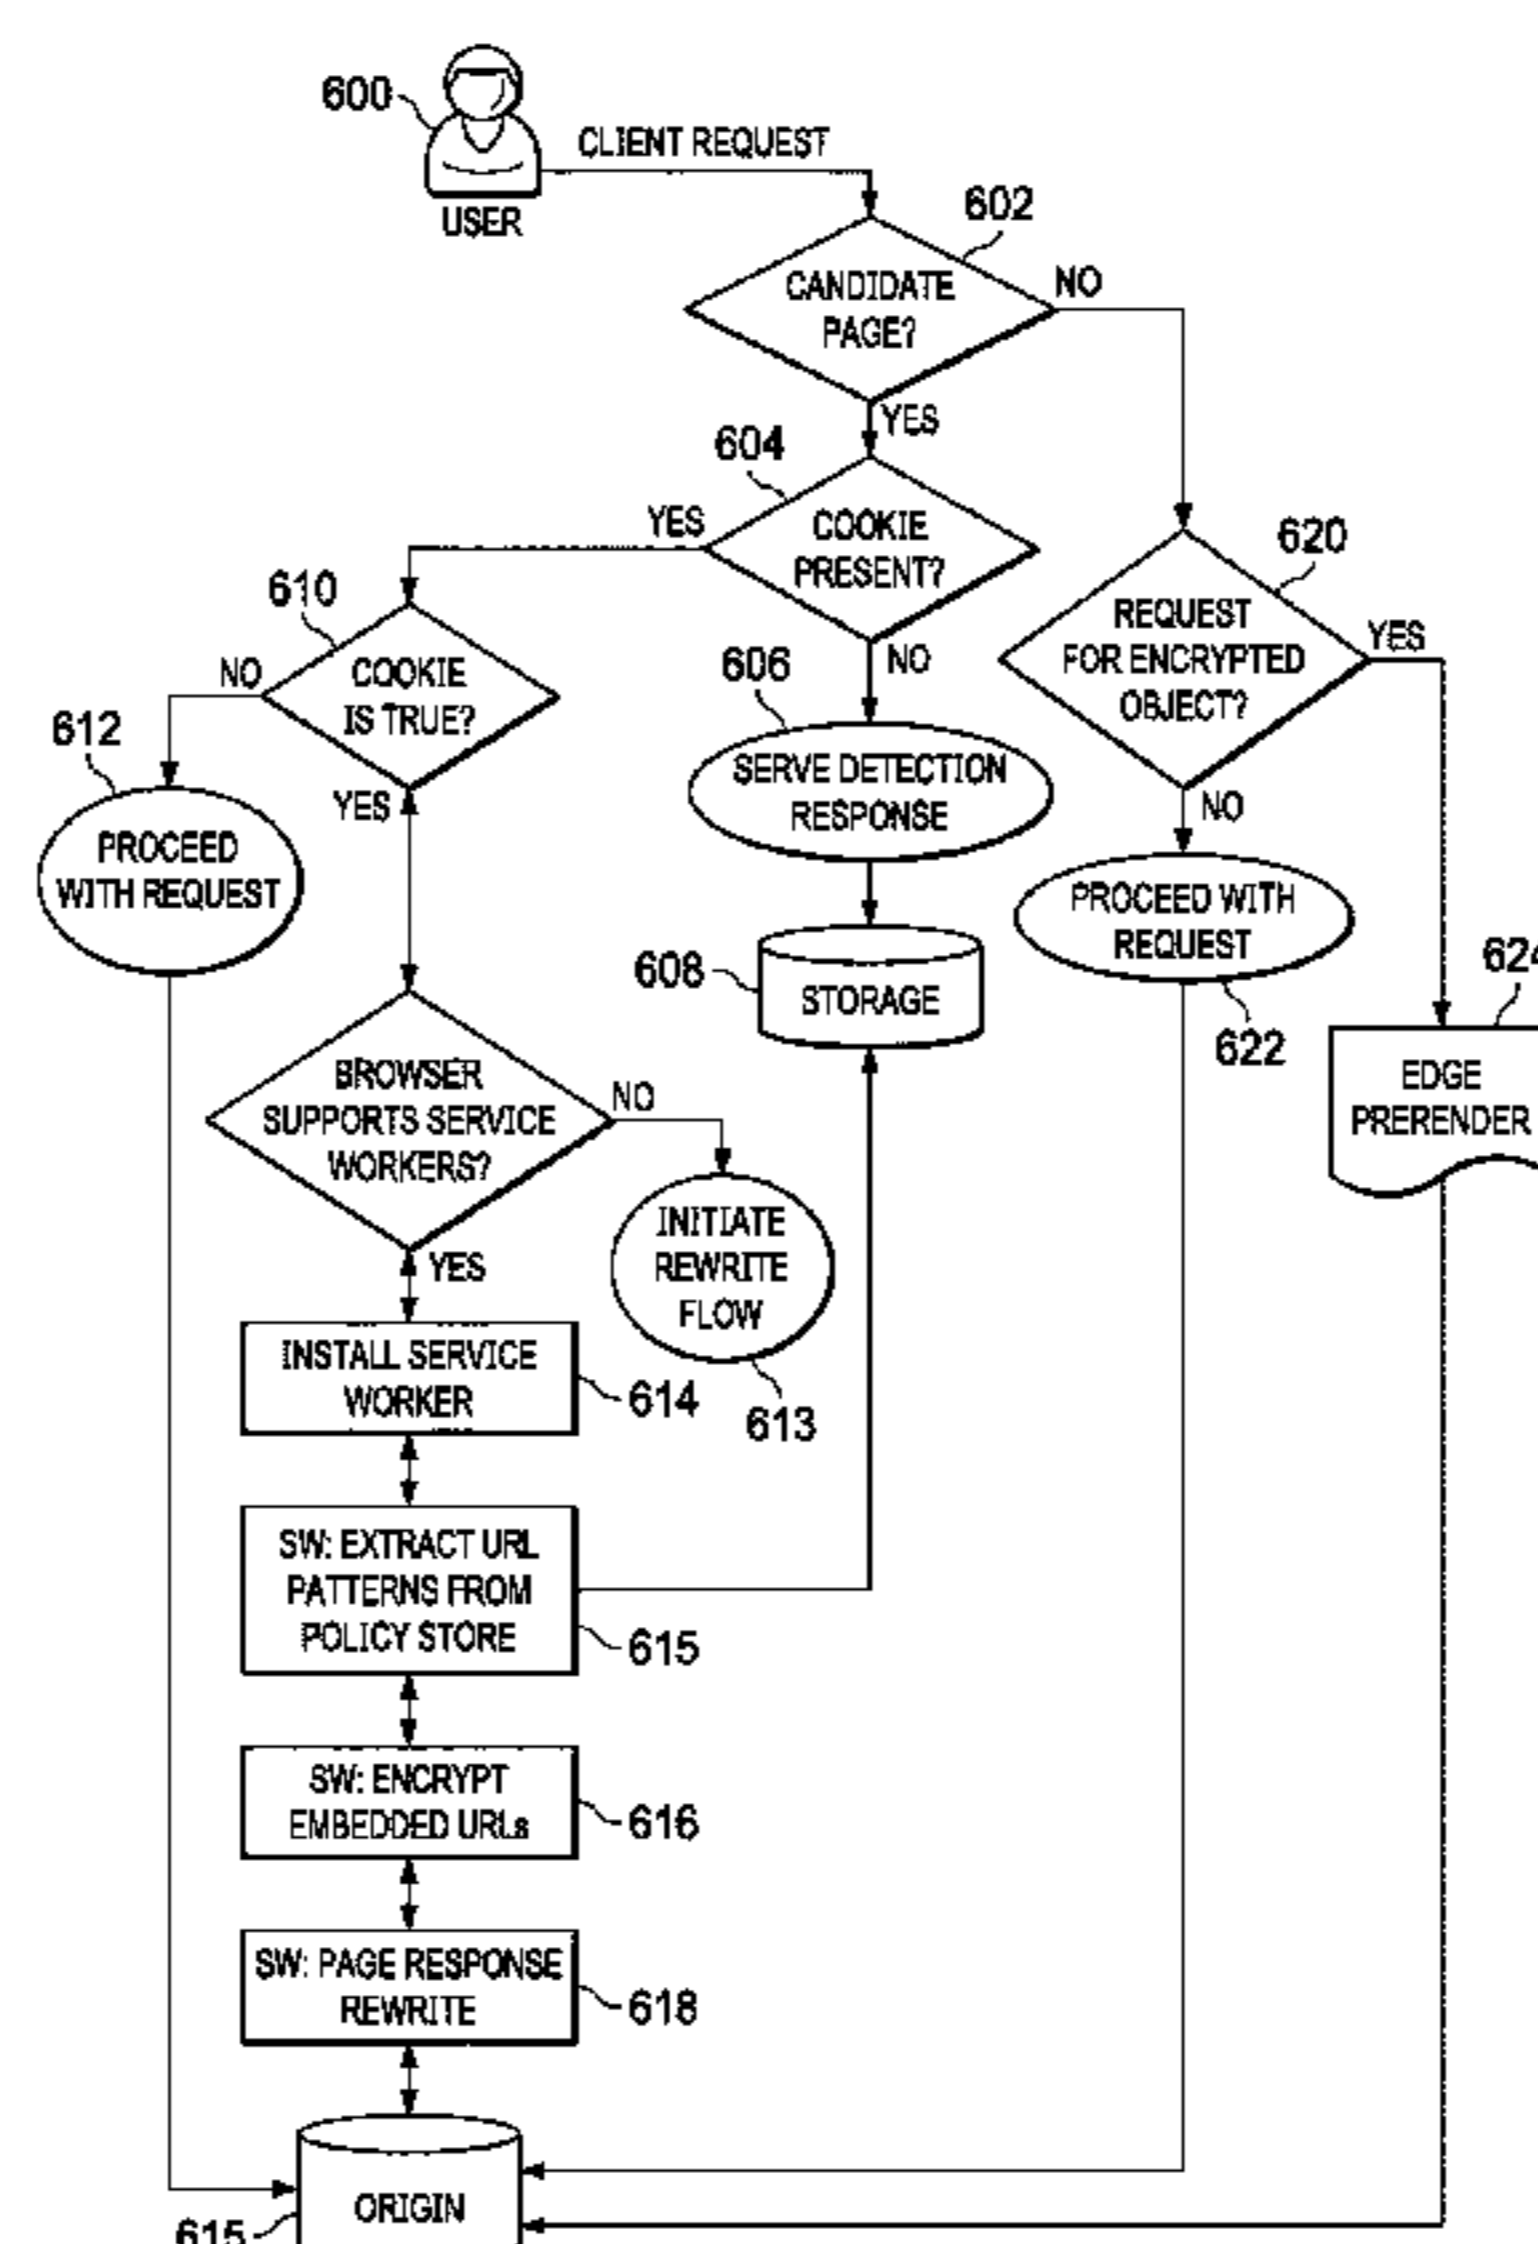 600
CLIENT REQUEST
USER
602
CANDIDATE
PAGE?
NO
YES
604
YES
COOKIE
PRESENT?
NO
620
REQUEST
FOR ENCRYPTED
OBJECT?
YES
NO
610
COOKIE
IS TRUE?
NO
YES
612
PROCEED
WITH REQUEST
606
SERVE DETECTION
RESPONSE
608
STORAGE
PROCEED WITH
REQUEST
622
624
EDGE
PRERENDER
BROWSER
SUPPORTS SERVICE
WORKERS?
NO
YES
INITIATE
REWRITE
FLOW
613
INSTALL SERVICE
WORKER
614
SW: EXTRACT URL
PATTERNS FROM
POLICY STORE
615
SW: ENCRYPT
EMBEDDED URLs
616
SW: PAGE RESPONSE
REWRITE
618
ORIGIN
615